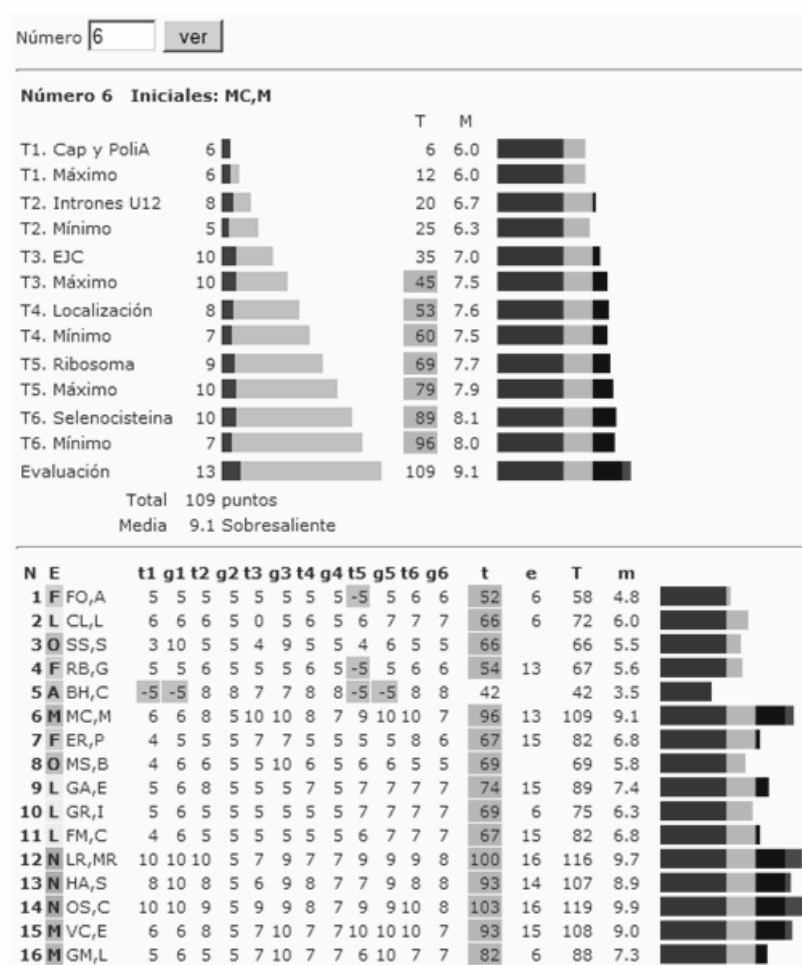 Número 6 ver
Número 6 Iniciales: MC,M
T M
T1. Cap y PoliA 6 6 6.0
T1. Máximo 6 12 6.0
T2. Intrones U12 8 20 6.7
T2. Mínimo 5 25 6.3
T3. EJC 10 35 7.0
T3. Máximo 10 45 7.5
T4. Localización 8 53 7.6
T4. Mínimo 7 60 7.5
T5. Ribosoma 9 69 7.7
T5. Máximo 10 79 7.9
T6. Selenocisteina 10 89 8.1
T6. Mínimo 7 96 8.0
Evaluación 13 109 9.1
Total 109 puntos
Media 9.1 Sobresaliente
N E t1 g1 t2 g2 t3 g3 t4 g4 t5 g5 t6 g6 t e T m
1 F FO,A 5 5 5 5 5 5 5 5 -5 5 6 6 52 6 58 4.8
2 L CL,L 6 6 6 5 0 5 6 5 6 7 7 7 66 6 72 6.0
3 O SS,S 3 10 5 5 4 9 5 5 4 6 5 5 66 66 5.5
4 F RB,G 5 5 6 5 5 5 6 5 -5 5 6 6 54 13 67 5.6
5 A BH,C -5 -5 8 8 7 7 8 8 -5 -5 8 8 42 42 3.5
6 M MC,M 6 6 8 5 10 10 8 7 9 10 10 7 96 13 109 9.1
7 F ER,P 4 5 5 5 7 7 5 5 5 5 8 6 67 15 82 6.8
8 O MS,B 4 6 6 5 5 10 6 5 6 6 5 5 69 69 5.8
9 L GA,E 5 6 8 5 5 5 7 5 7 7 7 7 74 15 89 7.4
10 L GR,I 5 6 5 5 5 5 5 5 7 7 7 7 69 6 75 6.3
11 L FM,C 4 6 5 5 5 5 5 5 6 7 7 7 67 15 82 6.8
12 N LR,MR 10 10 10 5 7 9 7 7 9 9 9 8 100 16 116 9.7
13 N HA,S 8 10 8 5 6 9 8 7 7 9 8 8 93 14 107 8.9
14 N OS,C 10 10 9 5 9 9 8 7 9 9 10 8 103 16 119 9.9
15 M VC,E 6 6 8 5 7 10 7 7 10 10 10 7 93 15 108 9.0
16 M GM,L 5 6 5 5 7 10 7 7 6 10 7 7 82 6 88 7.3